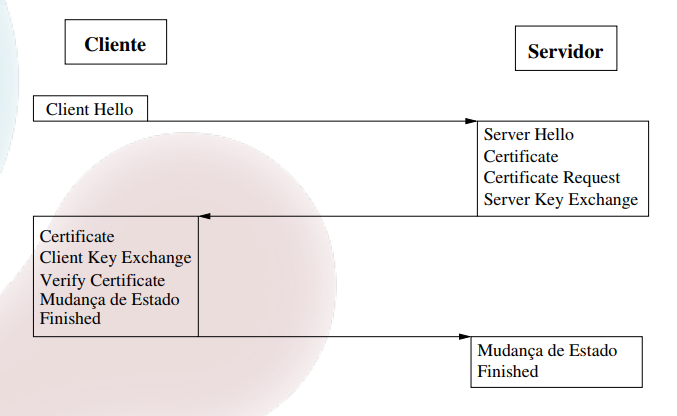 Cliente
Servidor
Client Hello
Server Hello
Certificate
Certificate Request
Server Key Exchange
Certificate
Client Key Exchange
Verify Certificate
Mudança de Estado
Finished
Mudança de Estado
Finished